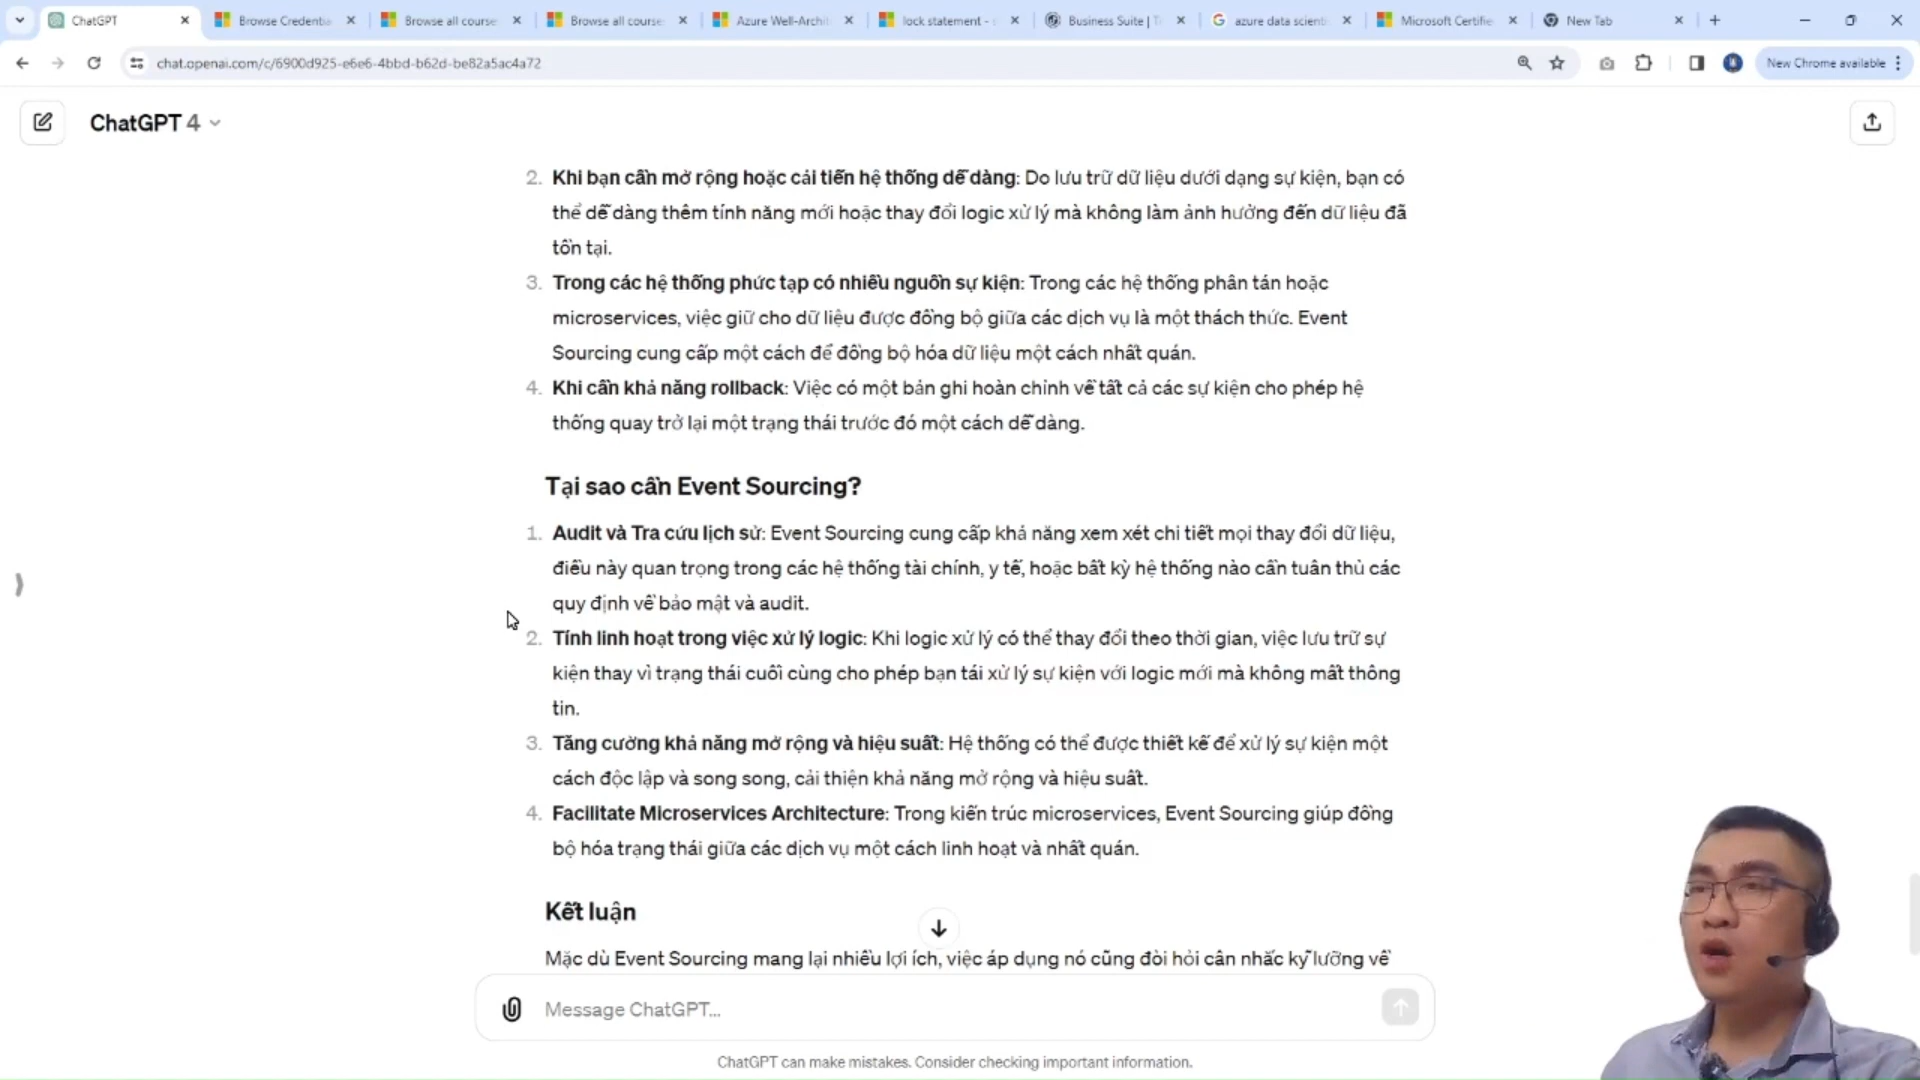 ChatGPT
Browse Credentia
Browse all course
Browse all course
Azure Well-Archit
lock statement -
Business Suite | T
azure data scienti
Microsoft Certifie
New Tab
chat.openai.com/c/6900d925-e6e6-4bbd-b62d-be82a5ac4a72
New Chrome available
ChatGPT 4
2. Khi bạn cần mở rộng hoặc cải tiến hệ thống dễ dàng: Do lưu trữ dữ liệu dưới dạng sự kiện, bạn có
thể dễ dàng thêm tính năng mới hoặc thay đổi logic xử lý mà không làm ảnh hưởng đến dữ liệu đã
tồn tại.
3. Trong các hệ thống phức tạp có nhiều nguồn sự kiện: Trong các hệ thống phân tán hoặc
microservices, việc giữ cho dữ liệu được đồng bộ giữa các dịch vụ là một thách thức. Event
Sourcing cung cấp một cách để đồng bộ hóa dữ liệu một cách nhất quán.
4. Khi cần khả năng rollback: Việc có một bản ghi hoàn chỉnh về tất cả các sự kiện cho phép hệ
thống quay trở lại một trạng thái trước đó một cách dễ dàng.
Tại sao cần Event Sourcing?
1. Audit và Tra cứu lịch sử: Event Sourcing cung cấp khả năng xem xét chi tiết mọi thay đổi dữ liệu,
điều này quan trọng trong các hệ thống tài chính, y tế, hoặc bất kỳ hệ thống nào cần tuân thủ các
quy định về bảo mật và audit.
2. Tính linh hoạt trong việc xử lý logic: Khi logic xử lý có thể thay đổi theo thời gian, việc lưu trữ sự
kiện thay vì trạng thái cuối cùng cho phép bạn tái xử lý sự kiện với logic mới mà không mất thông
tin.
3. Tăng cường khả năng mở rộng và hiệu suất: Hệ thống có thể được thiết kế để xử lý sự kiện một
cách độc lập và song song, cải thiện khả năng mở rộng và hiệu suất.
4. Facilitate Microservices Architecture: Trong kiến trúc microservices, Event Sourcing giúp đồng
bộ hóa trạng thái giữa các dịch vụ một cách linh hoạt và nhất quán.
Kết luận
Mặc dù Event Sourcing mang lại nhiều lợi ích, việc áp dụng nó cũng đòi hỏi cân nhắc kỹ lưỡng về
Message ChatGPT...
ChatGPT can make mistakes. Consider checking important information.